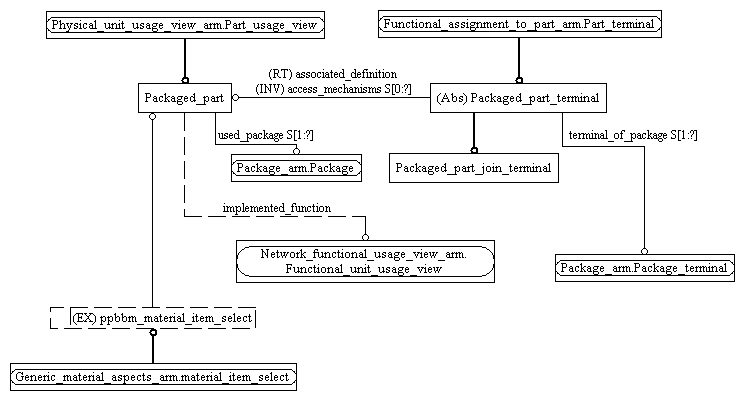 Physical_unit_usage_view_arm.Part_usage_view
Functional_assignment_to_part_arm.Part_terminal
(RT) associated_definition
(INV) access_mechanisms S[0:?]
Packaged_part
(Abs) Packaged_part_terminal
used_package S[1:?]
terminal_of_package S[1:?]
Package_arm.Package
Packaged_part_join_terminal
implemented_function
Network_functional_usage_view_arm.
Functional_unit_usage_view
Package_arm.Package_terminal
(EX) ppbbm_material_item_select
Generic_material_aspects_arm.material_item_select